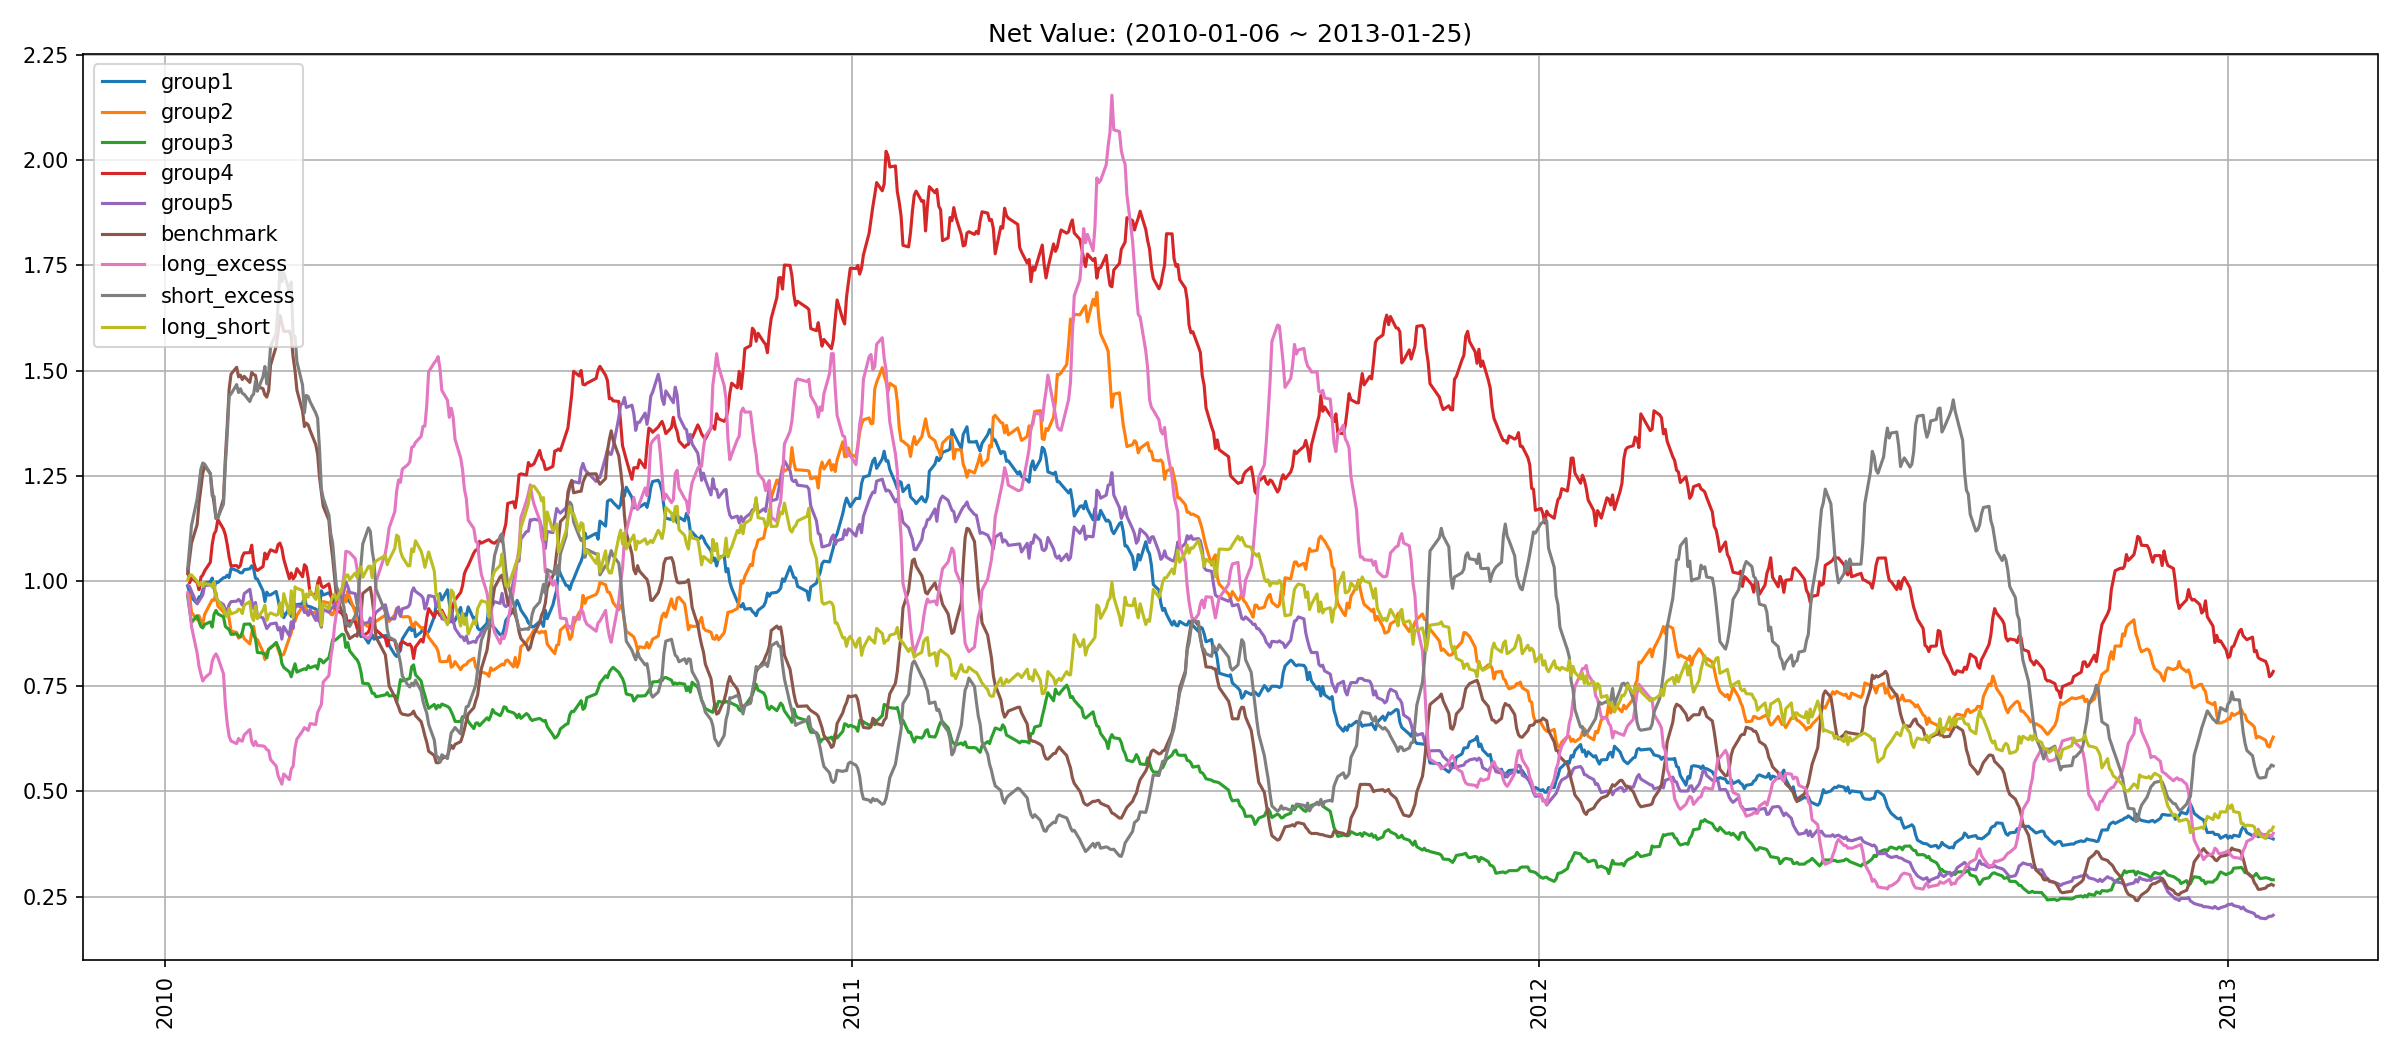 Net Value: (2010-01-06 ~ 2013-01-25)
2.25
2.00
1.75
1.50
1.25
1.00
0.75
0.50
0.25
group1
group2
group3
group4
group5
benchmark
long_excess
short_excess
long_short
2010
2011
2012
2013